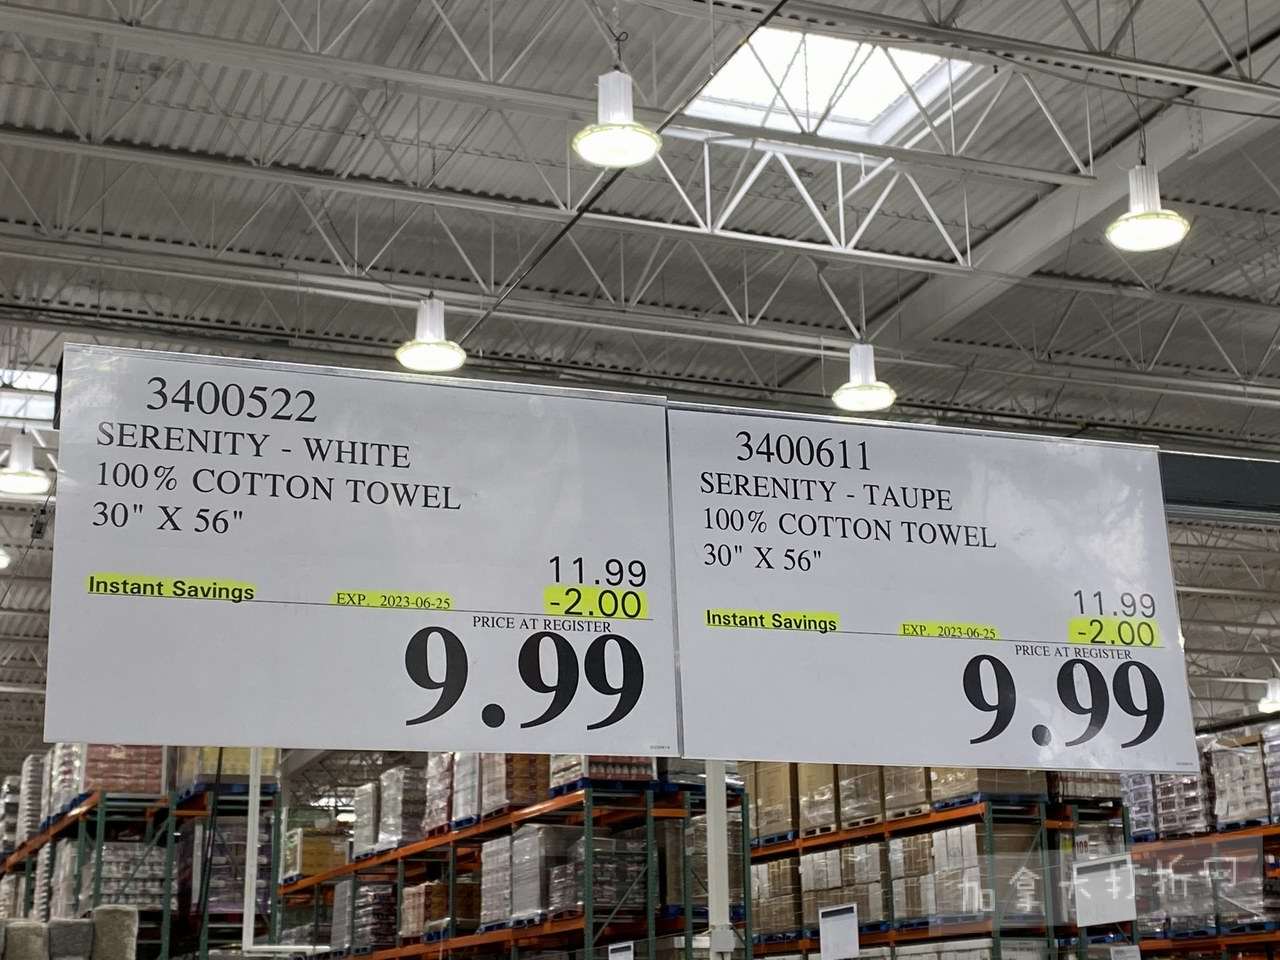 3400522
SERENITY - WHITE
100% COTTON TOWEL
30" X 56"
11.99
Instant Savings EXP. 2023-06-25 -2.00
PRICE AT REGISTER
9.99
3400611
SERENITY - TAUPE
100% COTTON TOWEL
30" X 56"
11.99
Instant Savings EXP. 2023-06-25 -2.00
PRICE AT REGISTER
9.99
加拿大打折君